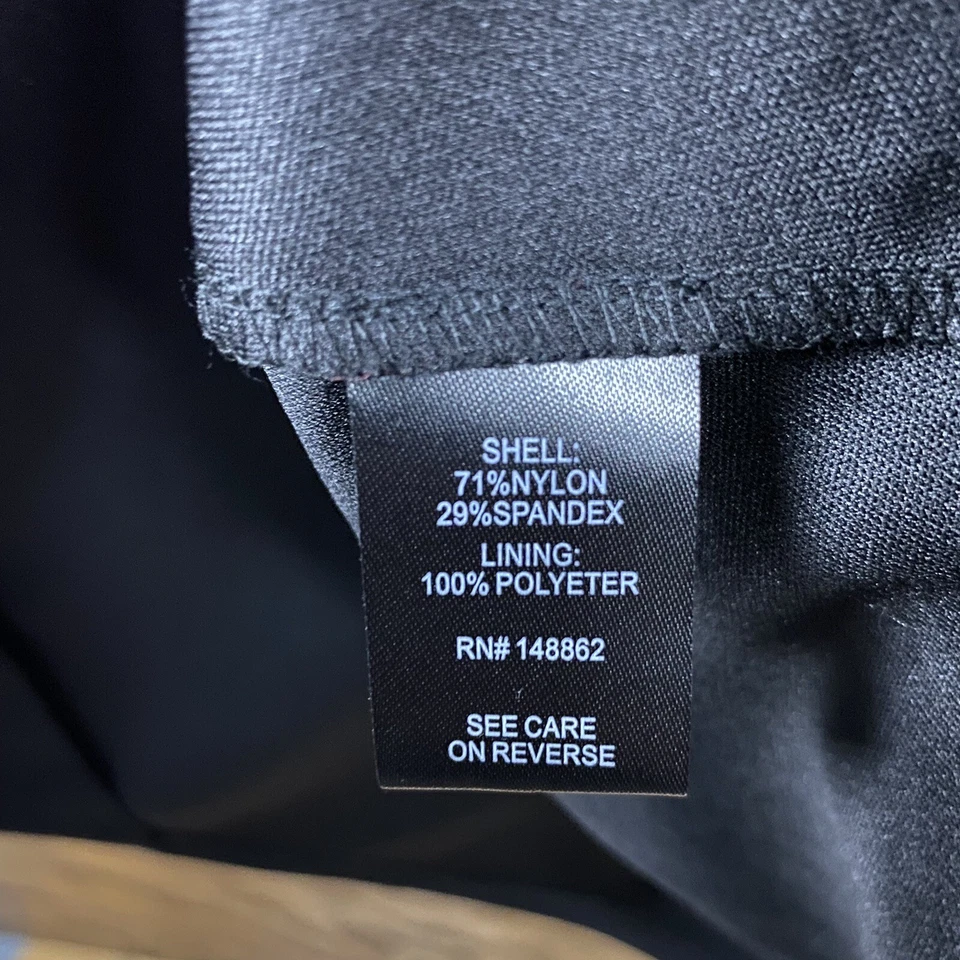 SHELL:
71%NYLON
29%SPANDEX
LINING:
100% POLYETER
RN# 148862
SEE CARE
ON REVERSE